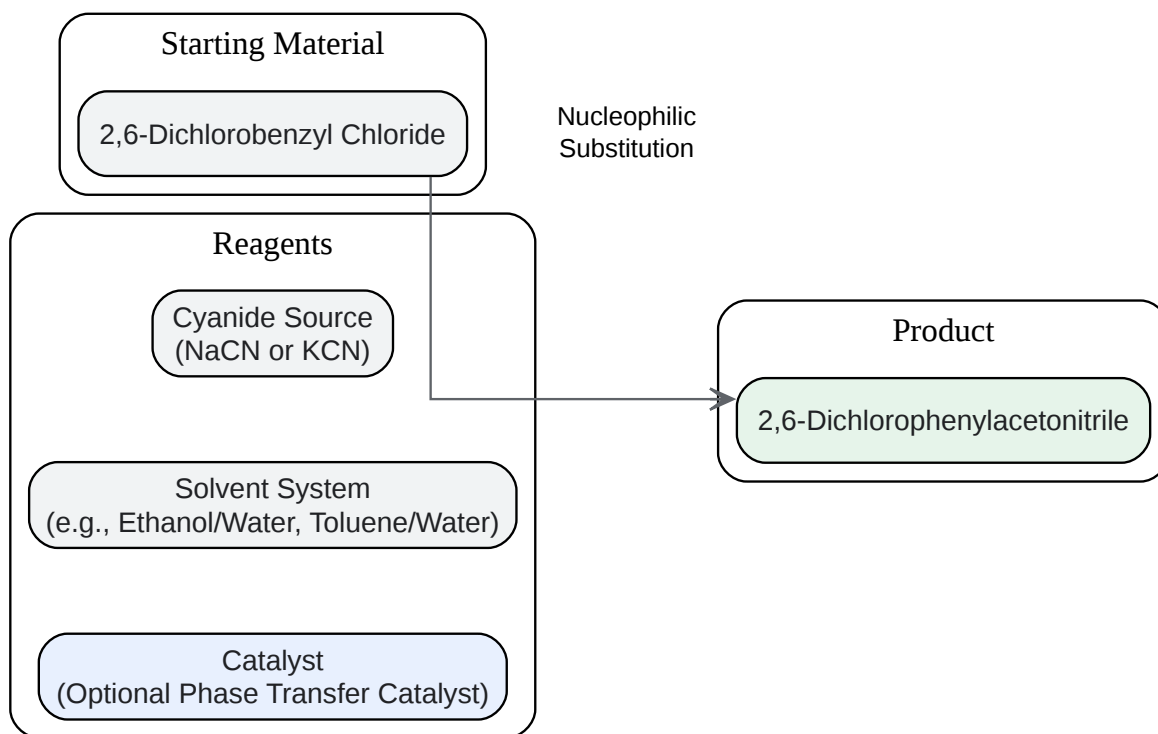 Starting Material
2,6-Dichlorobenzyl Chloride
Nucleophilic
Substitution
Reagents
Cyanide Source
(NaCN or KCN)
Product
2,6-Dichlorophenylacetonitrile
Solvent System
(e.g., Ethanol/Water, Toluene/Water)
Catalyst
(Optional Phase Transfer Catalyst)